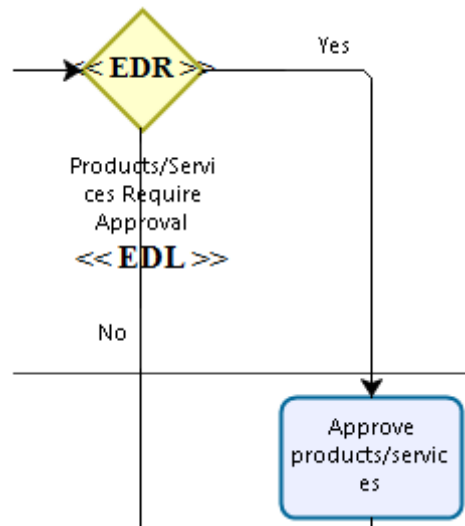 << EDR >>
Yes
Products/Servi
ces Require
Approval
<< EDL >>
No
Approve
products/servic
es